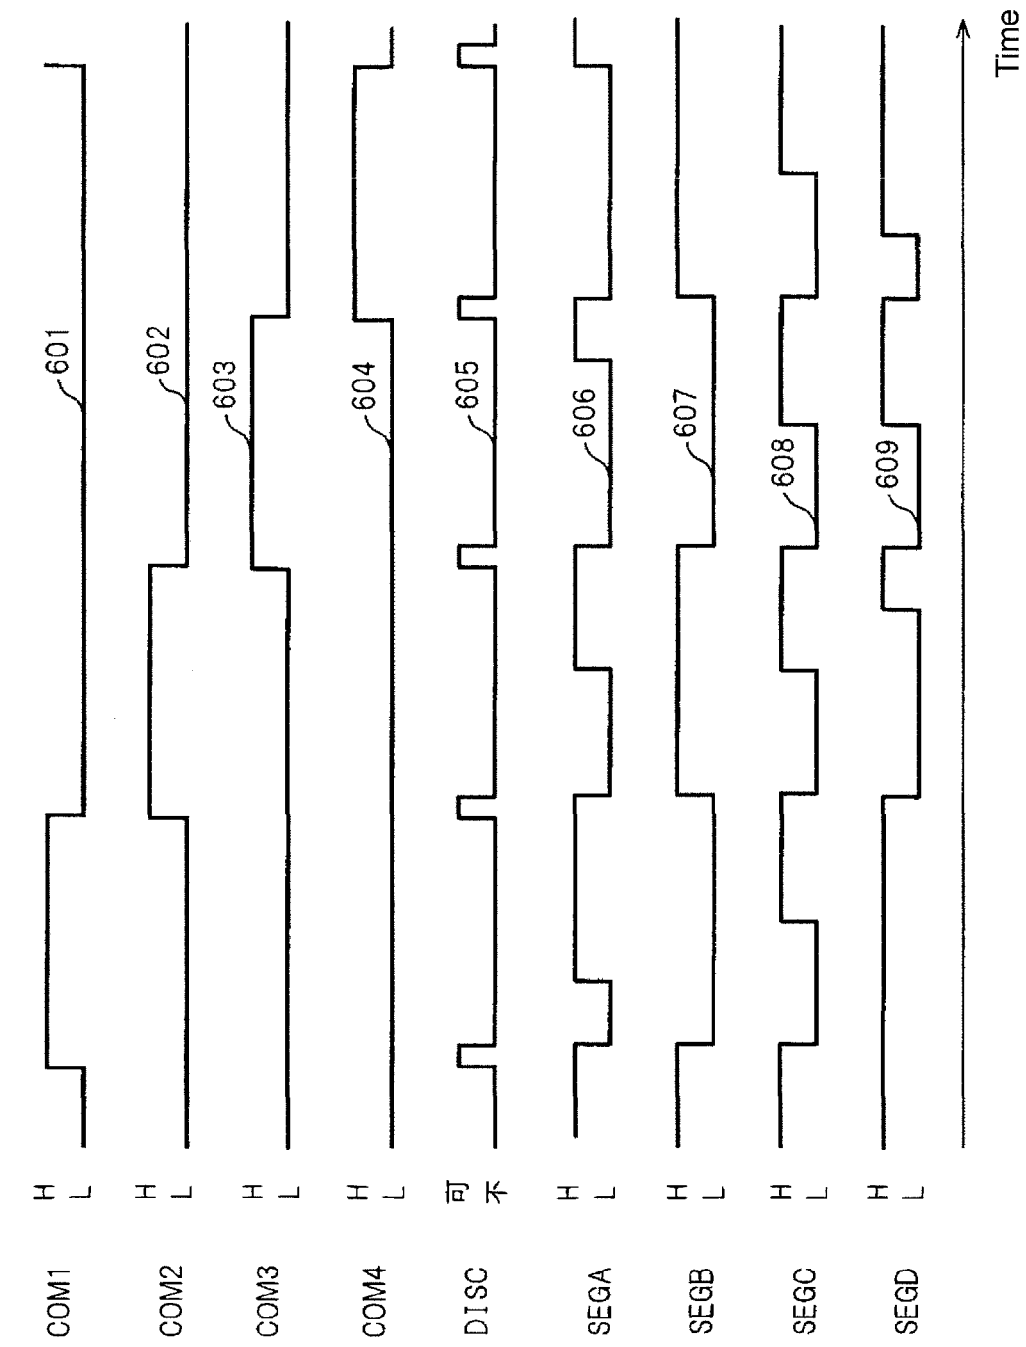 COM1 H L 601
COM2 H L 602
COM3 H L 603
COM4 H L 604
DISC 可 不 605
SEGA H L 606
SEGB H L 607
SEGC H L 608
SEGD H L 609
Time